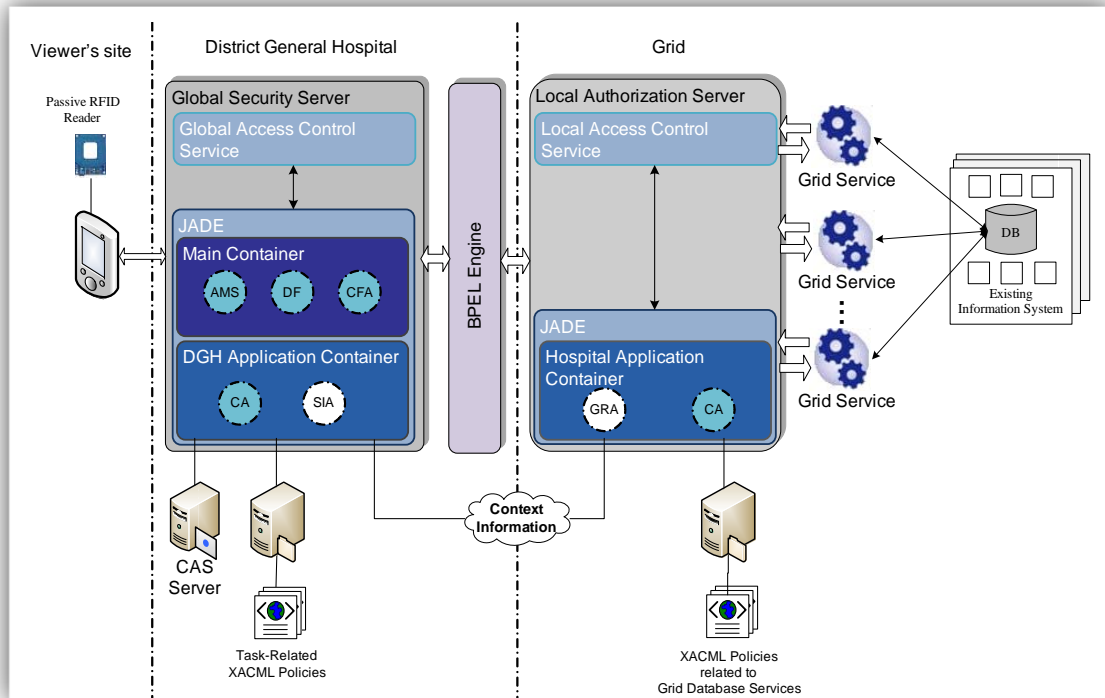 Viewer's site
District General Hospital
Grid
Passive RFID
Reader
Global Security Server
Global Access Control
Service
JADE
Main Container
AMS
DF
CFA
DGH Application Container
CA
SIA
BPEL Engine
Local Authorization Server
Local Access Control
Service
JADE
Hospital Application
Container
GRA
CA
Grid Service
Grid Service
Grid Service
DB
Existing
Information System
Context
Information
CAS
Server
Task-Related
XACML Policies
XACML Policies
related to
Grid Database Services